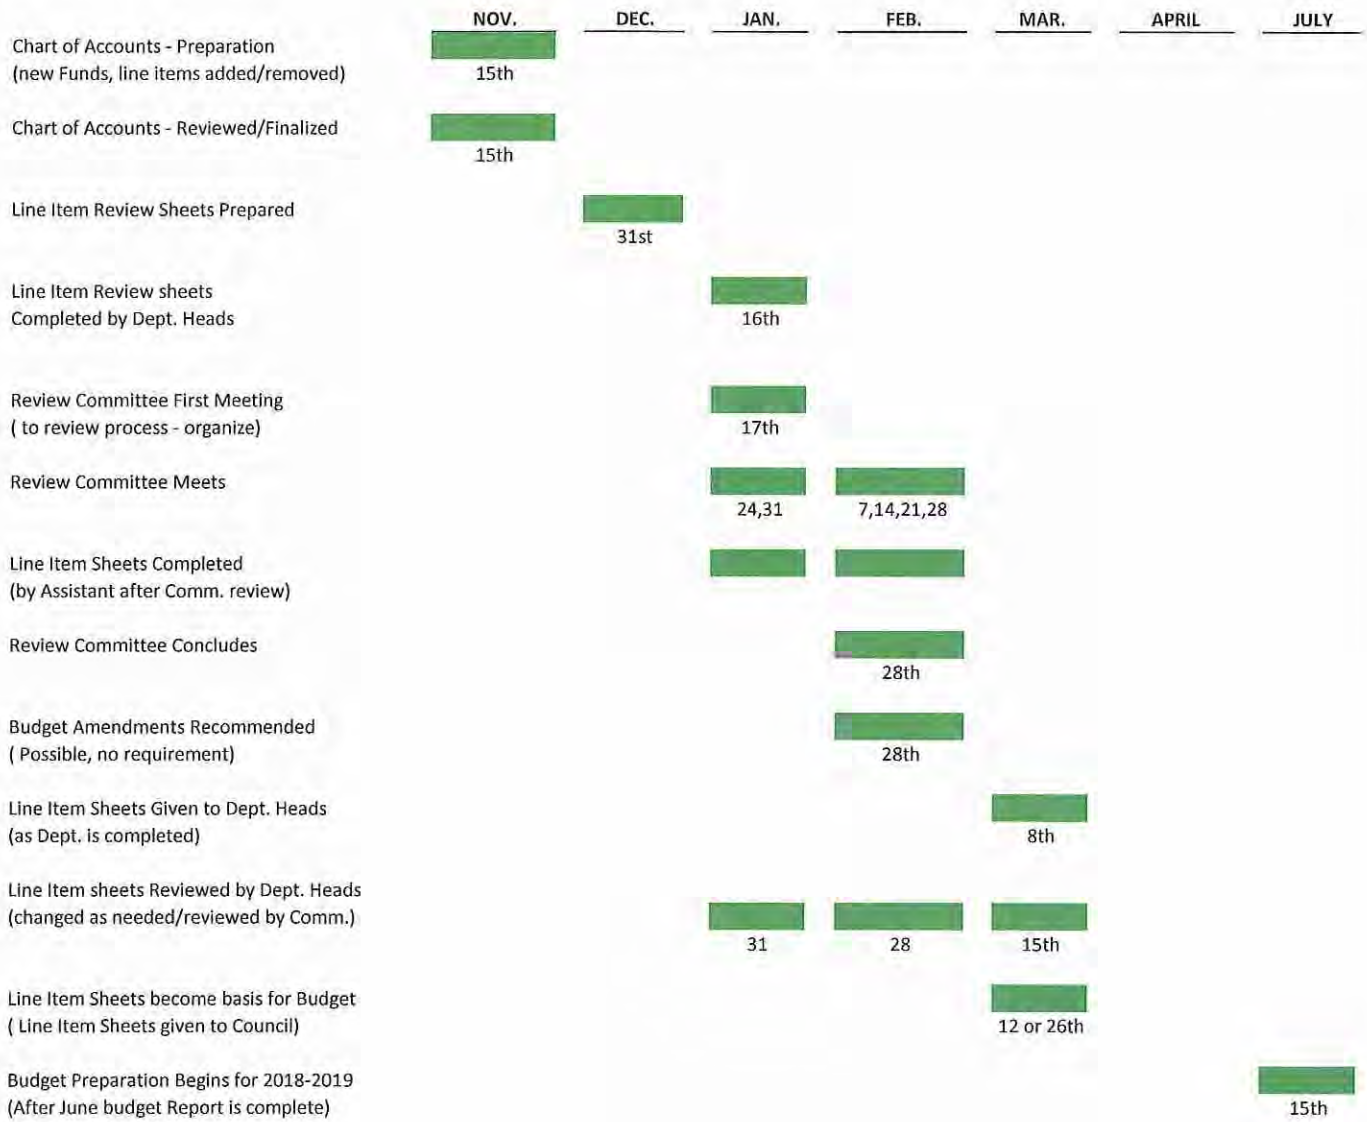 NOV. DEC. JAN. FEB. MAR. APRIL JULY
Chart of Accounts - Preparation
(new Funds, line items added/removed) 15th
Chart of Accounts - Reviewed/Finalized
15th
Line Item Review Sheets Prepared
31st
Line Item Review sheets
Completed by Dept. Heads 16th
Review Committee First Meeting
( to review process - organize) 17th
Review Committee Meets
24,31 7,14,21,28
Line Item Sheets Completed
(by Assistant after Comm. review)
Review Committee Concludes
28th
Budget Amendments Recommended
( Possible, no requirement) 28th
Line Item Sheets Given to Dept. Heads
(as Dept. is completed) 8th
Line Item sheets Reviewed by Dept. Heads
(changed as needed/reviewed by Comm.)
31 28 15th
Line Item Sheets become basis for Budget
( Line Item Sheets given to Council) 12 or 26th
Budget Preparation Begins for 2018-2019
(After June budget Report is complete) 15th